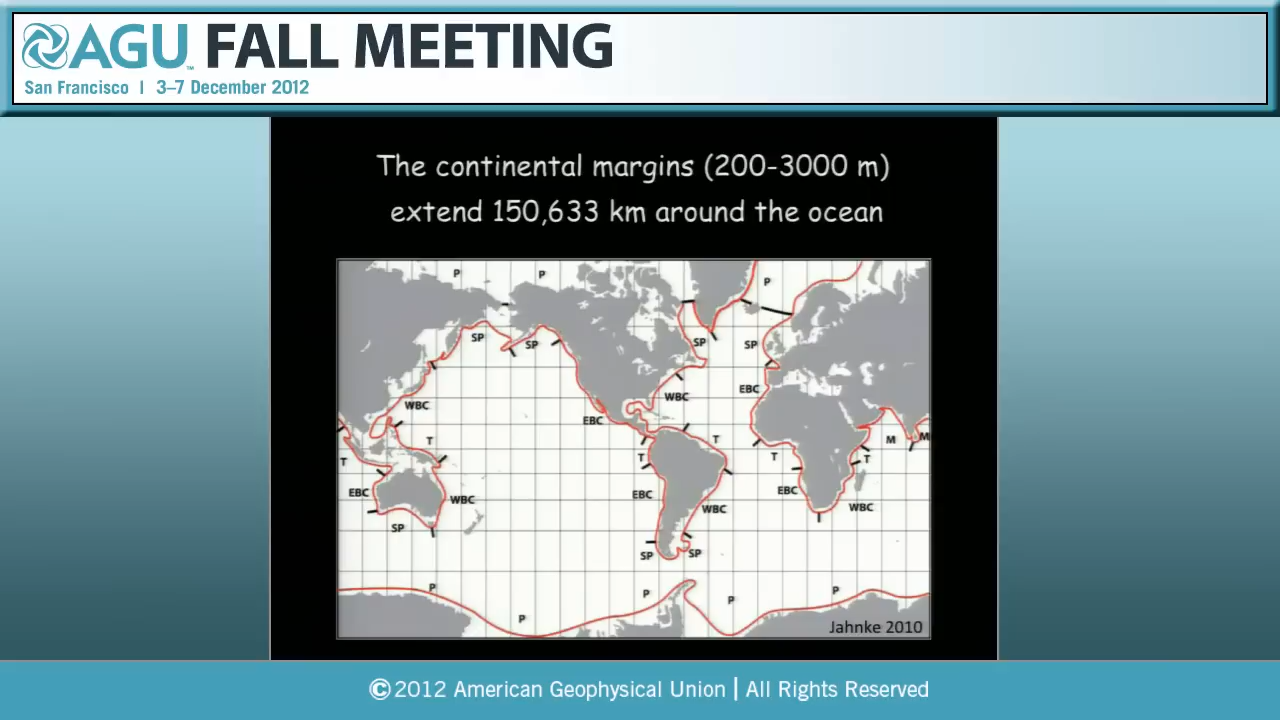 AGU FALL MEETING
San Francisco | 3–7 December 2012
The continental margins (200-3000 m)
extend 150,633 km around the ocean
P P P
SP SP SP SP
EBC
WBC WBC
EBC
T T M M
T T T
EBC EBC EBC
WBC WBC WBC
SP
SP SP
P P P
P P
Jahnke 2010
©2012 American Geophysical Union | All Rights Reserved